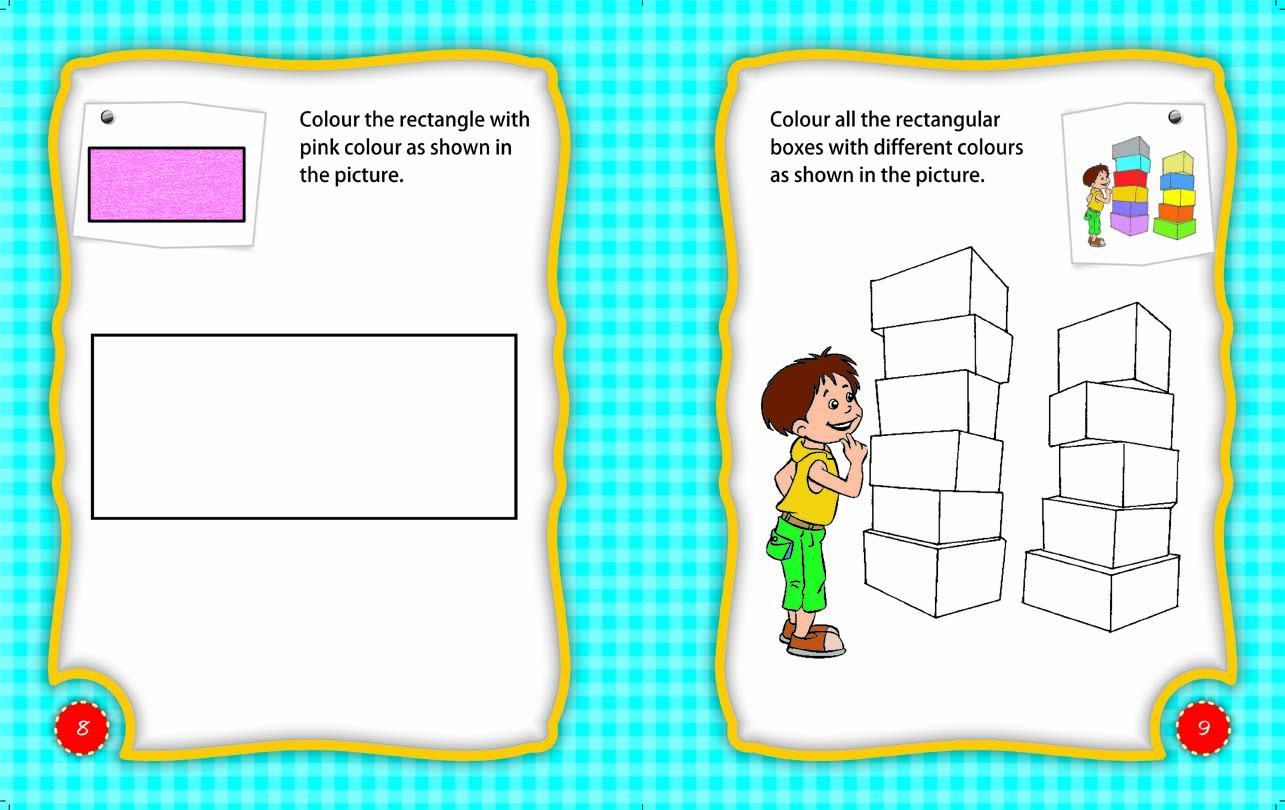 Colour the rectangle with
pink colour as shown in
the picture.
8
Colour all the rectangular
boxes with different colours
as shown in the picture.
9